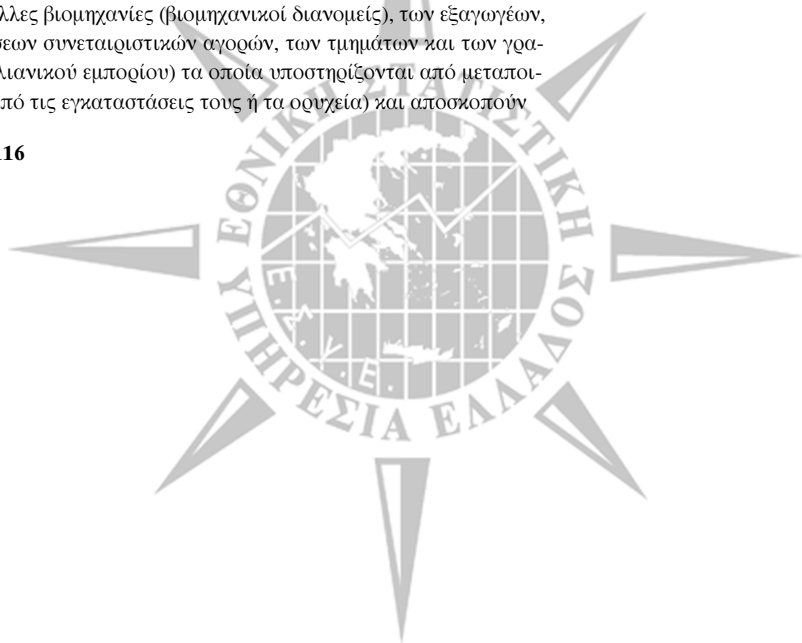 λλες βιομηχανίες (βιομηχανικοί διανομείς), των εξαγωγέων,
σεων συνεταιριστικών αγορών, των τμημάτων και των γρα-
λιανικού εμπορίου) τα οποία υποστηρίζονται από μεταποι-
πό τις εγκαταστάσεις τους ή τα ορυχεία) και αποσκοπούν
116
ΕΘΝΙΚΗ ΣΤΑΤΙΣΤΙΚΗ
ΥΠΗΡΕΣΙΑ ΕΛΛΑΔΟΣ
Ε.Σ.Υ.Ε.